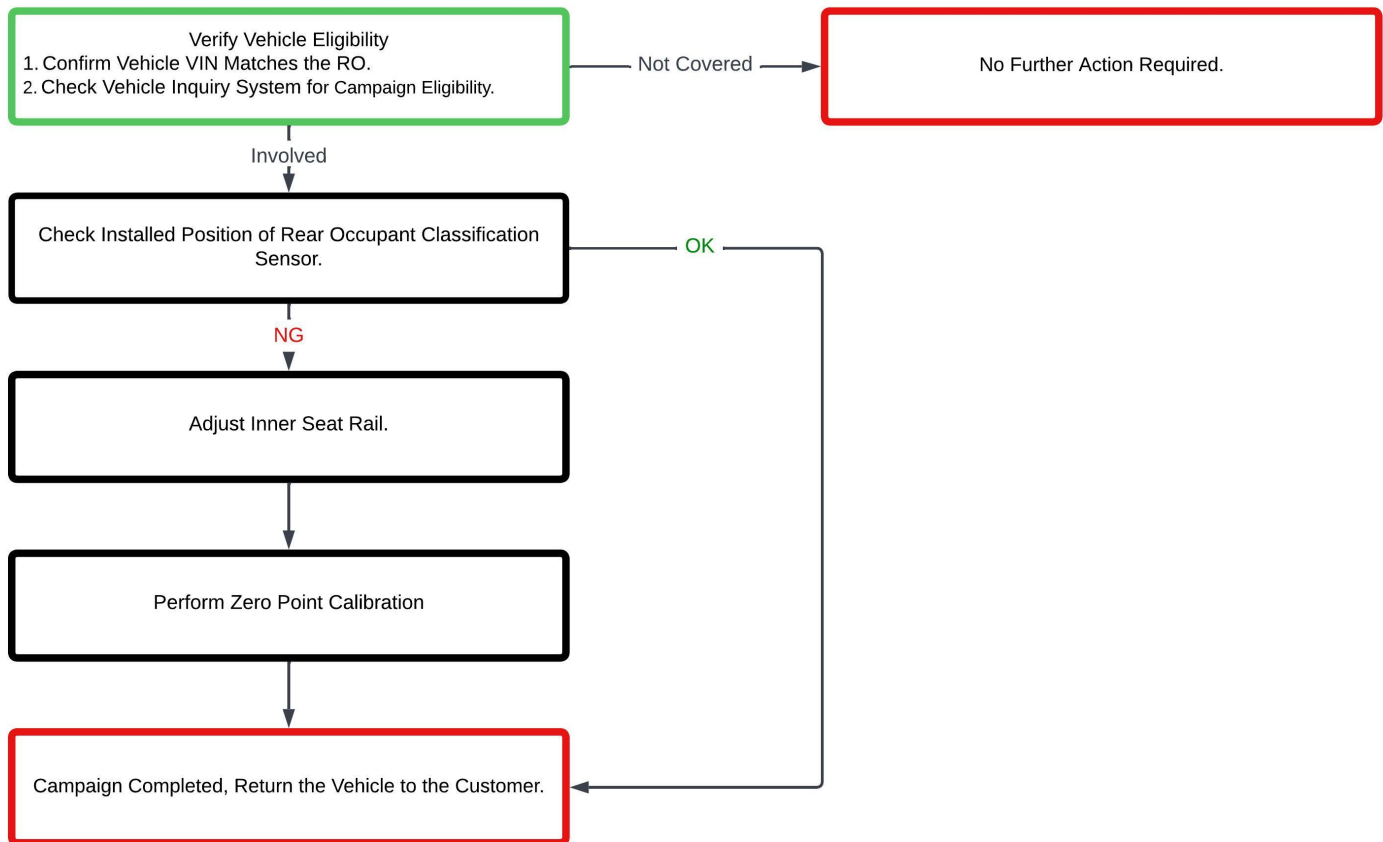 Verify Vehicle Eligibility
1. Confirm Vehicle VIN Matches the RO.
2. Check Vehicle Inquiry System for Campaign Eligibility.
Not Covered
No Further Action Required.
Involved
Check Installed Position of Rear Occupant Classification
Sensor.
OK
NG
Adjust Inner Seat Rail.
Perform Zero Point Calibration
Campaign Completed, Return the Vehicle to the Customer.